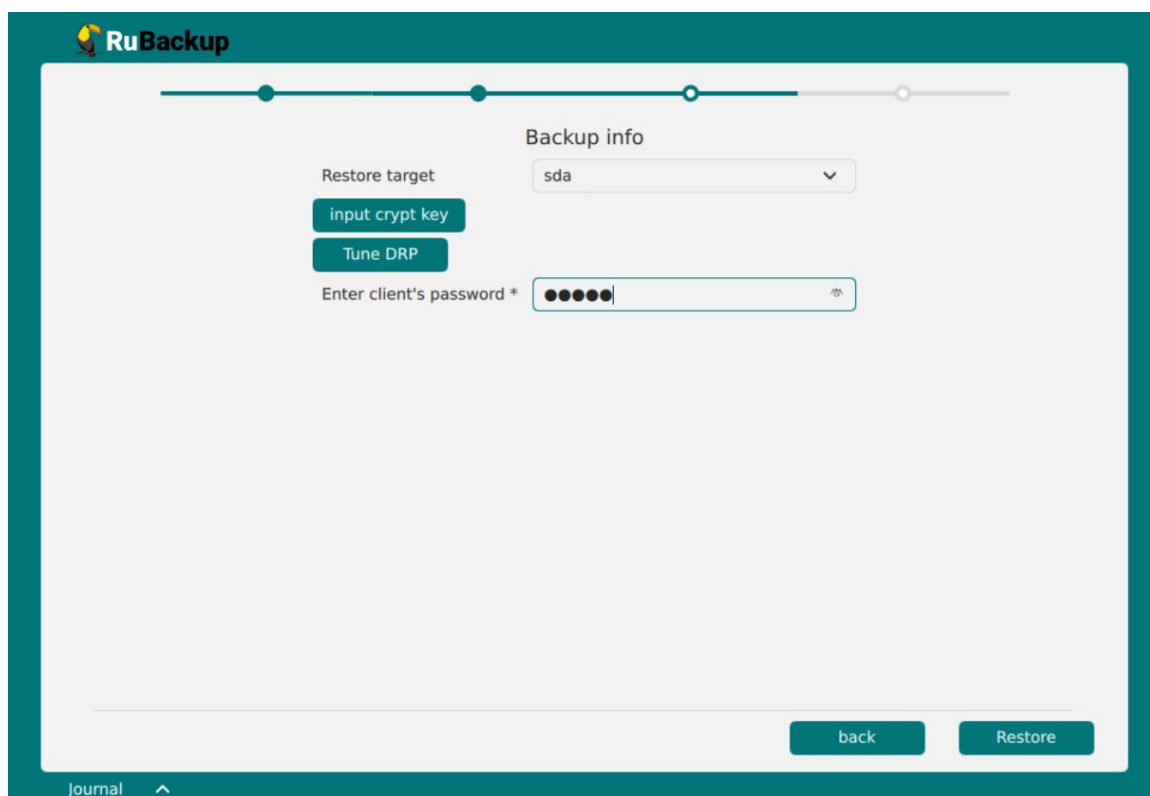 RuBackup
Backup info
Restore target sda
input crypt key
Tune DRP
Enter client's password * ●●●●●
back Restore
Journal